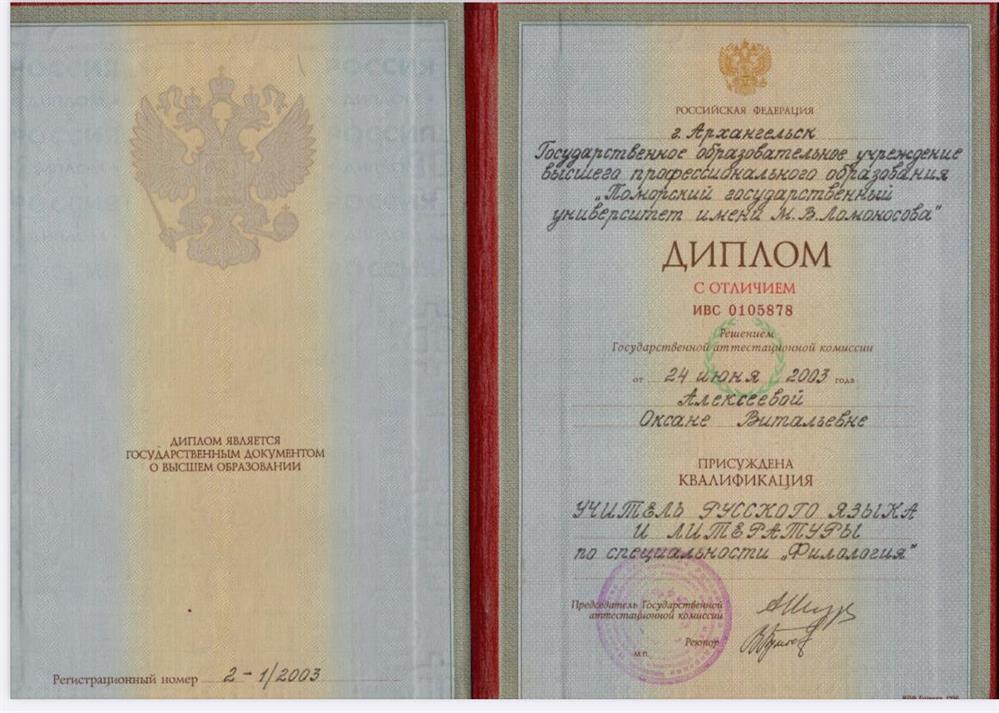 ДИПЛОМ ЯВЛЯЕТСЯ
ГОСУДАРСТВЕННЫМ ДОКУМЕНТОМ
О ВЫСШЕМ ОБРАЗОВАНИИ
Регистрационный номер 2-1/2003
РОССИЙСКАЯ ФЕДЕРАЦИЯ
г. Архангельск
Государственное образовательное учреждение
высшего профессионального образования
„Поморский государственный
университет имени М.В.Ломоносова"
ДИПЛОМ
С ОТЛИЧИЕМ
ИВС 0105878
Решением
Государственной аттестационной комиссии
от 24 июня 2003 года
Алексеевой
Оксане Витальевне
ПРИСУЖДЕНА
КВАЛИФИКАЦИЯ
УЧИТЕЛЬ РУССКОГО ЯЗЫКА
И ЛИТЕРАТУРЫ
по специальности „Филология"
Председатель Государственной
аттестационной комиссии
Ректор
М.П.